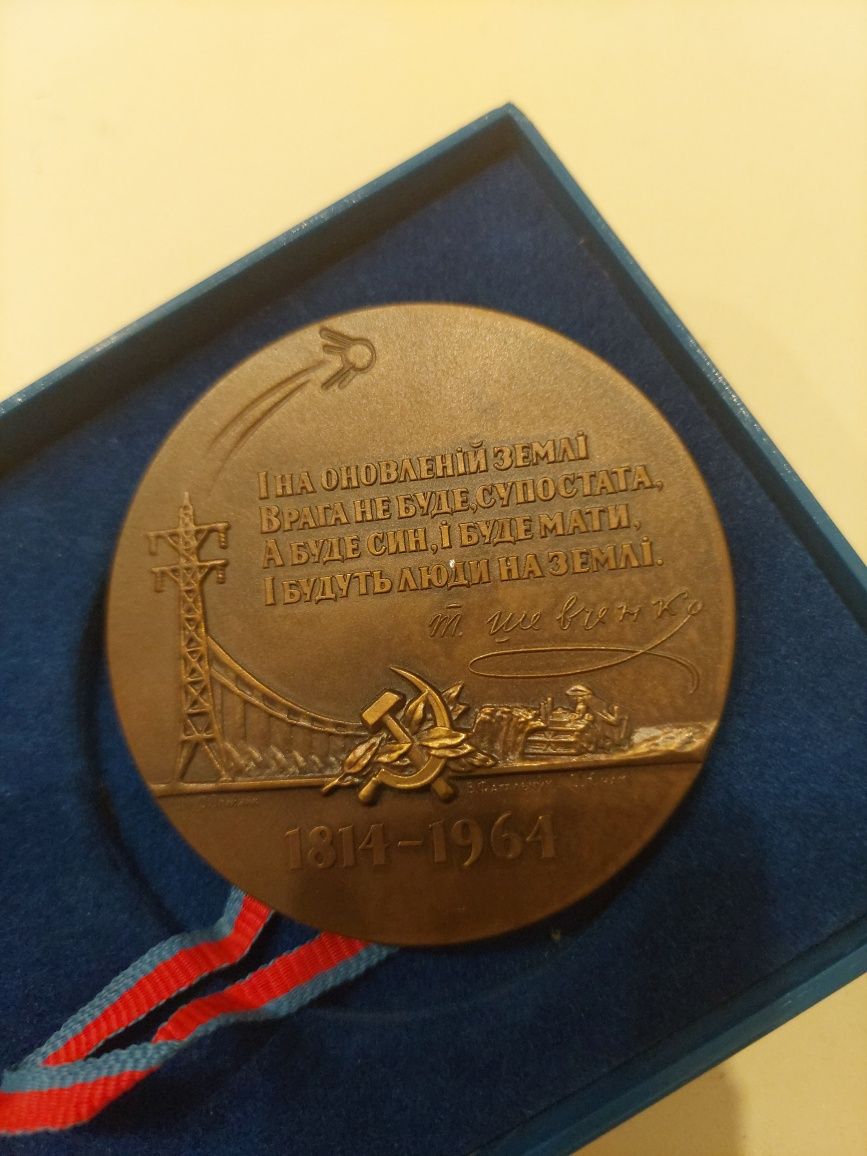 І НА ОНОВЛЕНІЙ ЗЕМЛІ
ВРАГА НЕ БУДЕ, СУПОСТАТА,
А БУДЕ СИН, І БУДЕ МАТИ,
І БУДУТЬ ЛЮДИ НА ЗЕМЛІ.
Т. Шевченко
1814-1964